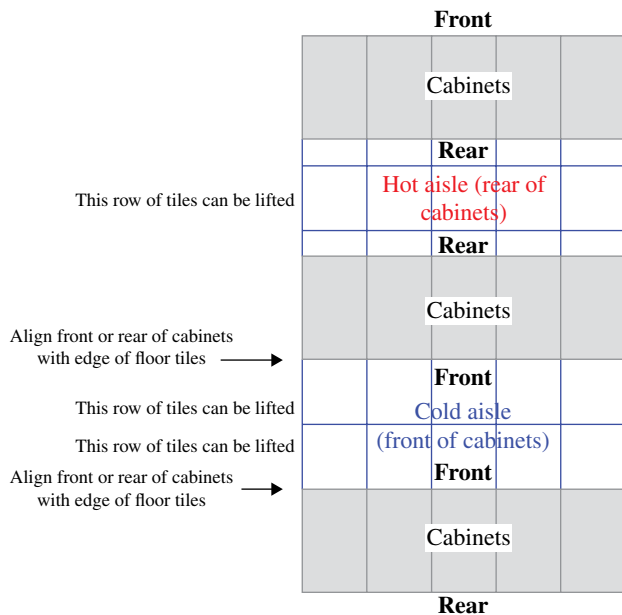 Front
Cabinets
Rear
This row of tiles can be lifted
Hot aisle (rear of
cabinets)
Rear
Cabinets
Align front or rear of cabinets
with edge of floor tiles
Front
This row of tiles can be lifted
Cold aisle
This row of tiles can be lifted
(front of cabinets)
Front
Align front or rear of cabinets
with edge of floor tiles
Cabinets
Rear